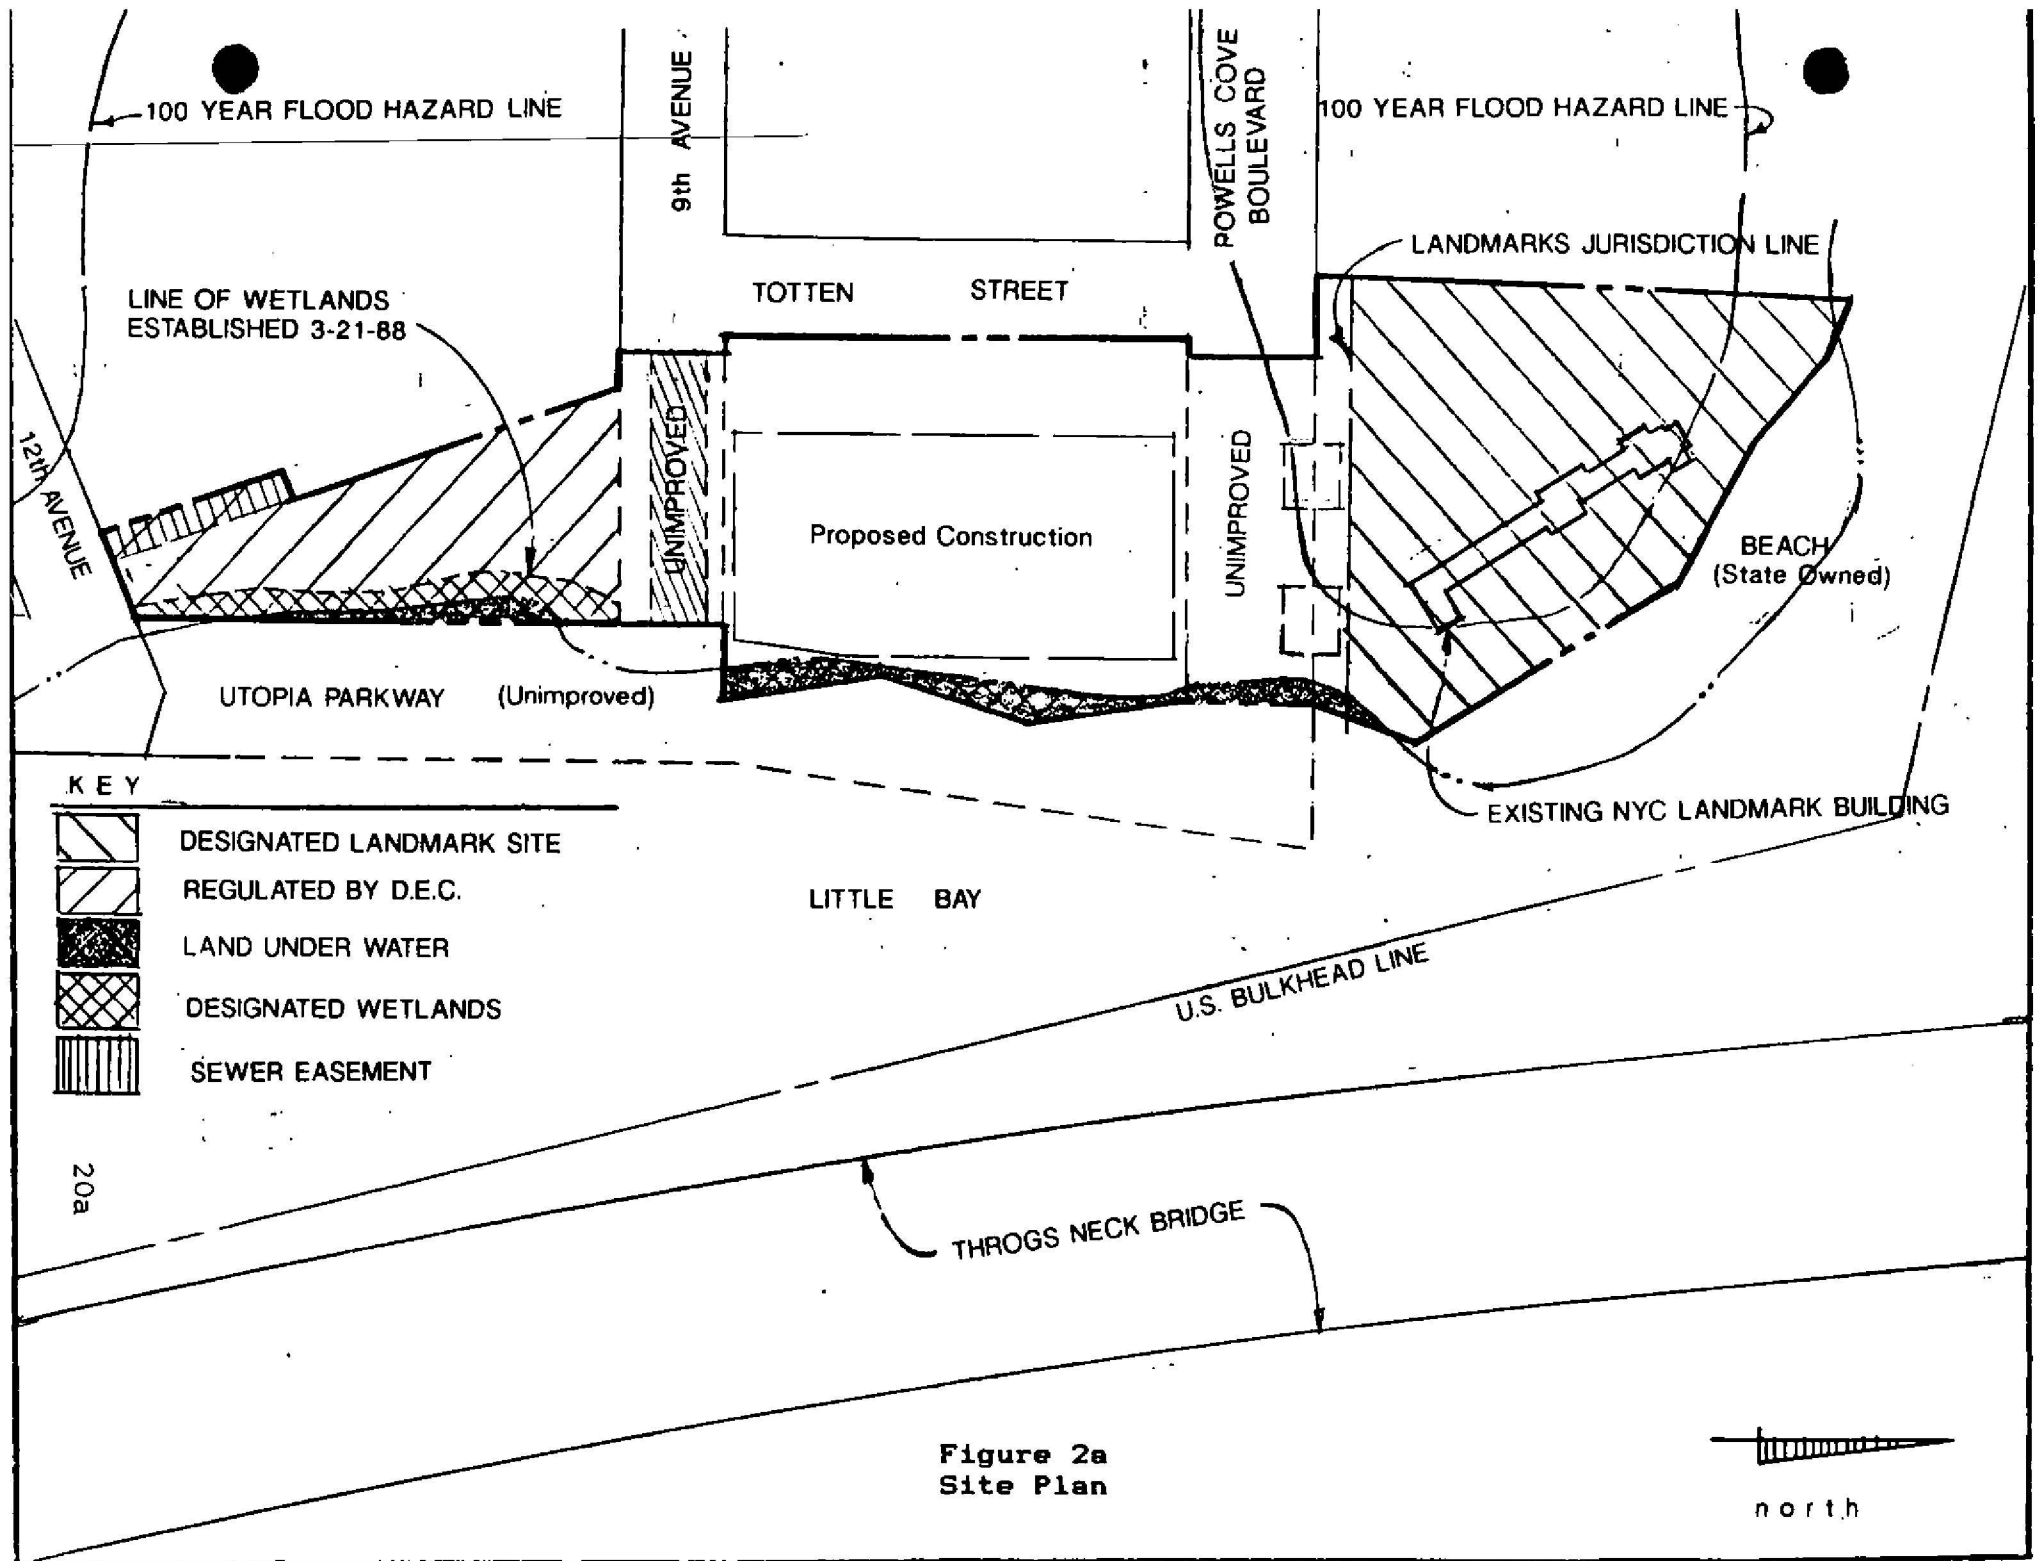 100 YEAR FLOOD HAZARD LINE
9th AVENUE
POWELLS COVE
BOULEVARD
100 YEAR FLOOD HAZARD LINE
LANDMARKS JURISDICTION LINE
LINE OF WETLANDS
ESTABLISHED 3-21-88
TOTTEN STREET
12th AVENUE
UNIMPROVED
Proposed Construction
UNIMPROVED
BEACH
(State Owned)
UTOPIA PARKWAY (Unimproved)
KEY
EXISTING NYC LANDMARK BUILDING
DESIGNATED LANDMARK SITE
REGULATED BY D.E.C.
LAND UNDER WATER
DESIGNATED WETLANDS
SEWER EASEMENT
LITTLE BAY
U.S. BULKHEAD LINE
20a
THROGS NECK BRIDGE
Figure 2a
Site Plan
north